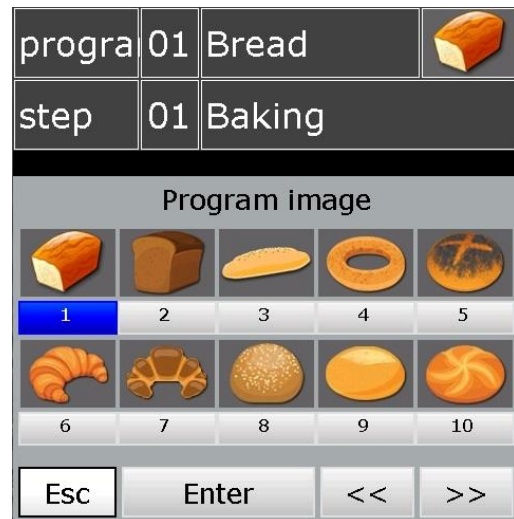 progra 01 Bread
step 01 Baking
Program image
1 2 3 4 5
6 7 8 9 10
Esc Enter << >>